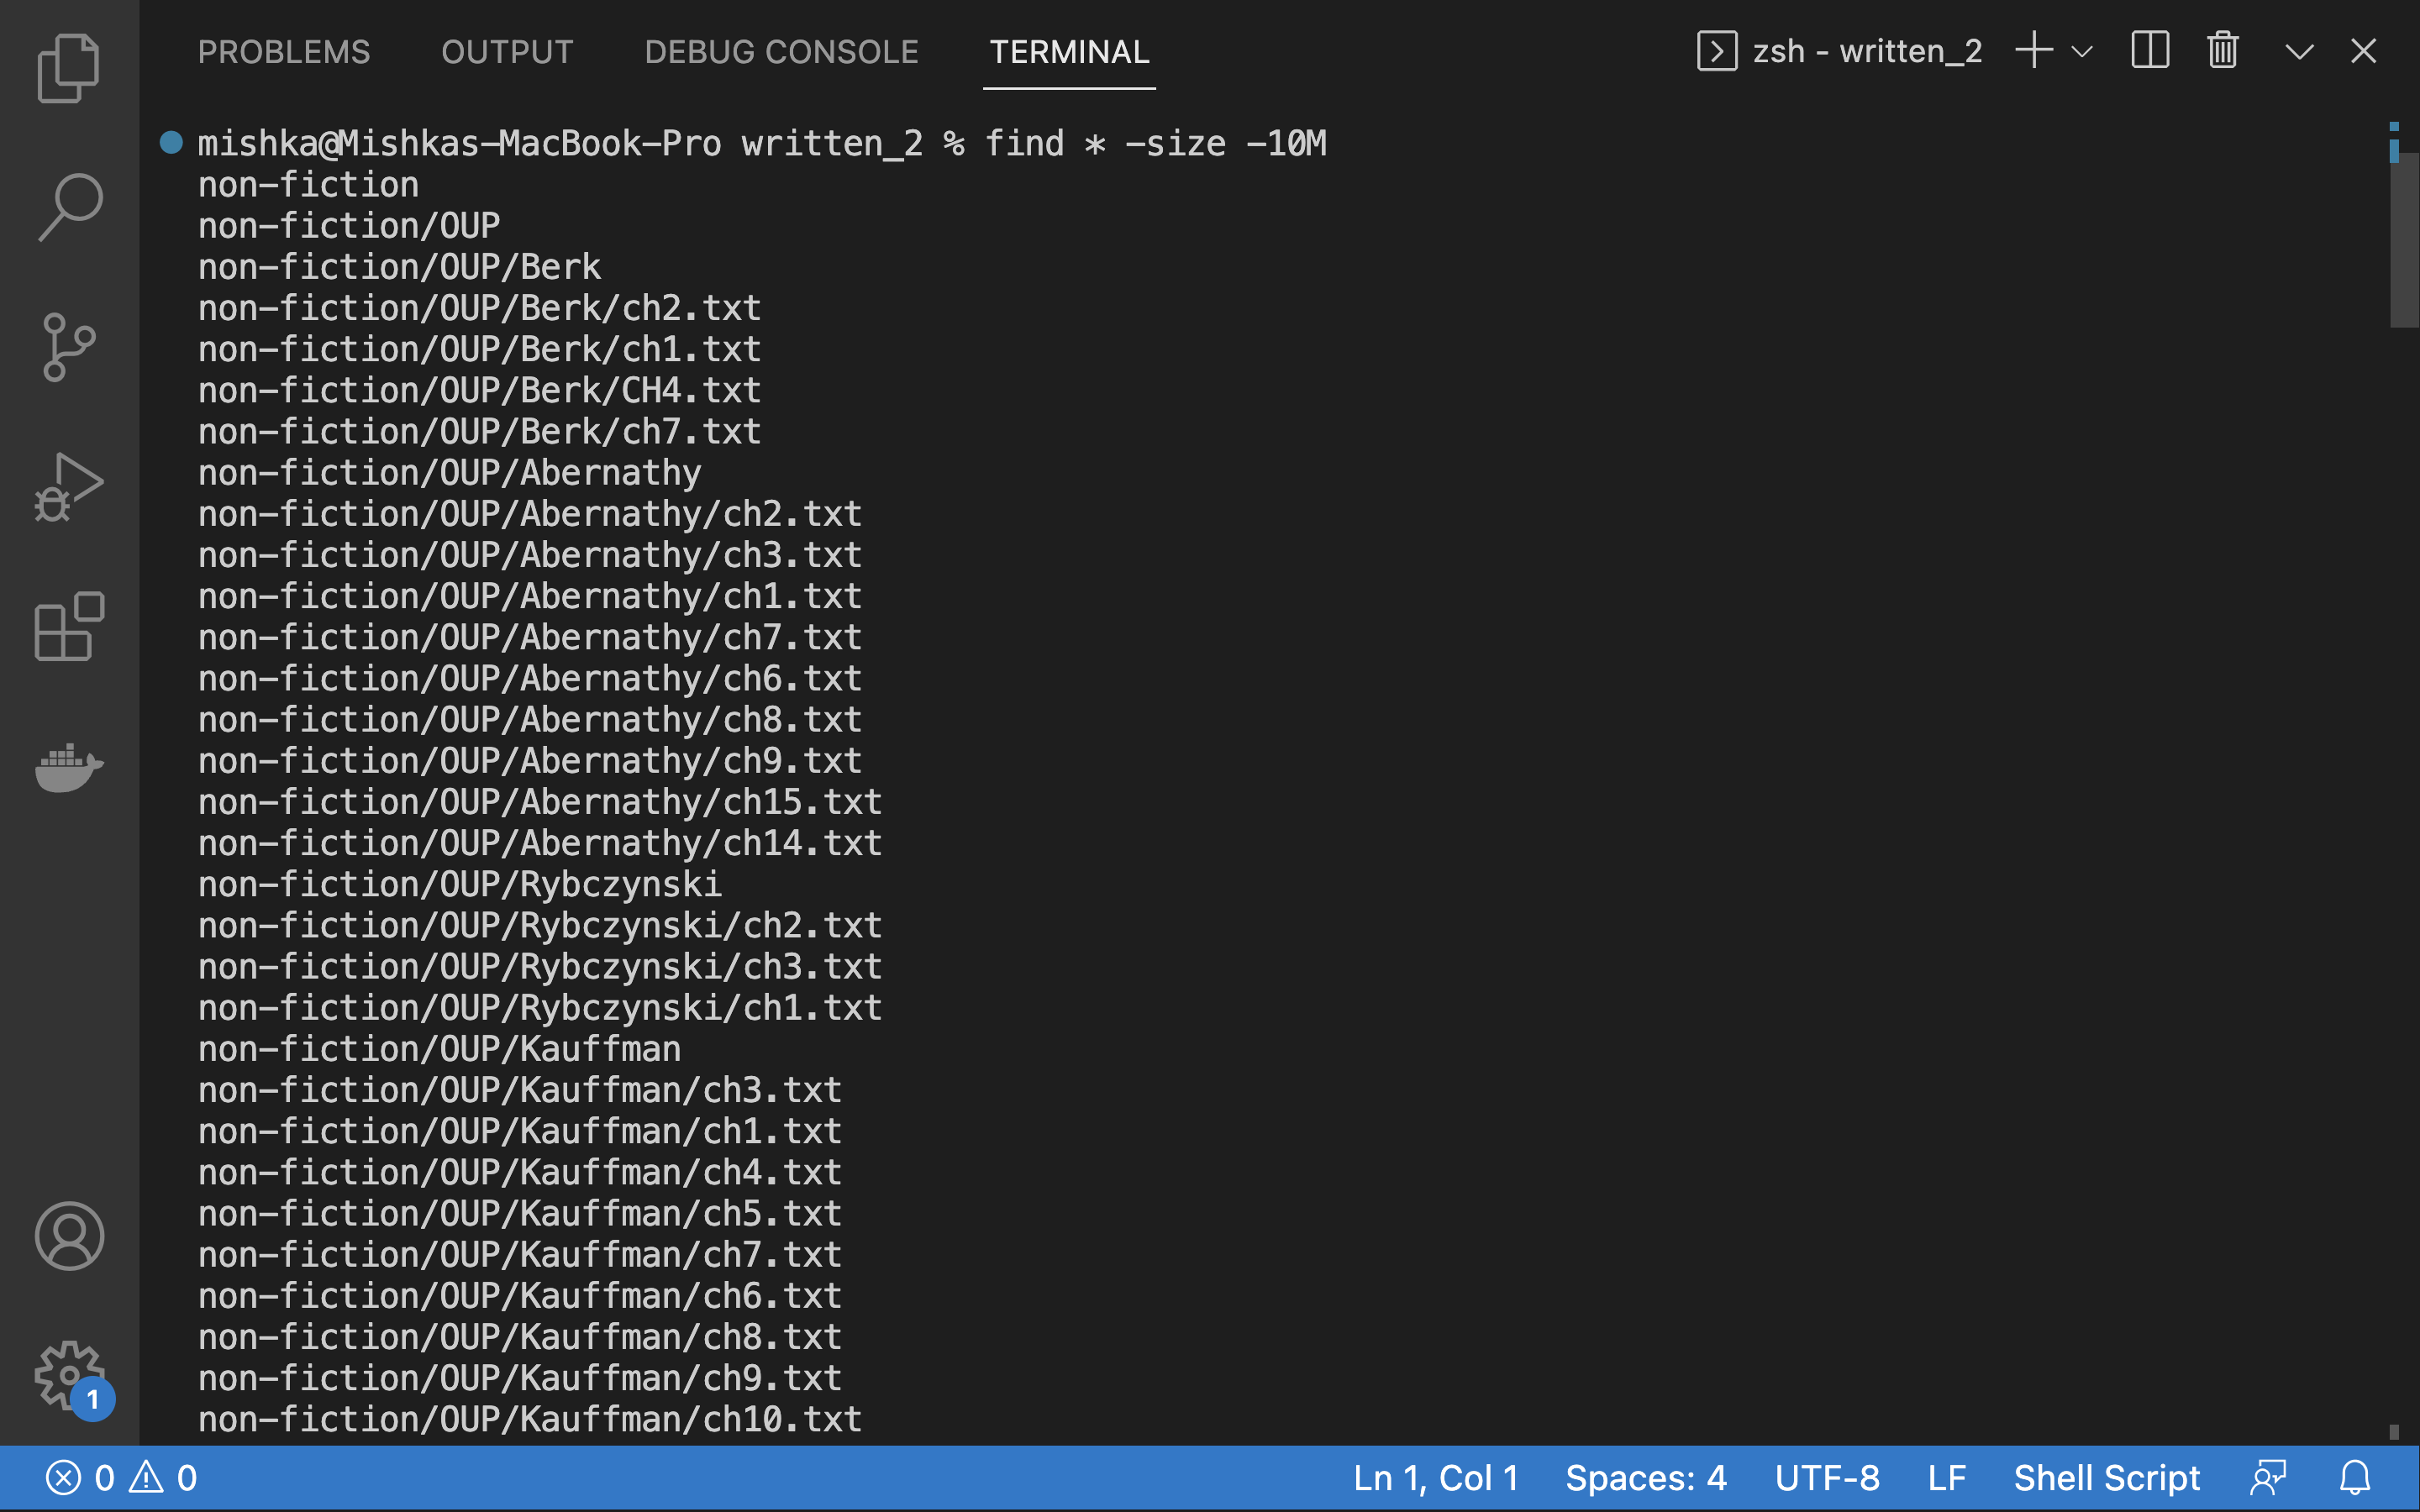 PROBLEMS OUTPUT DEBUG CONSOLE TERMINAL zsh - written_2
mishka@Mishkas-MacBook-Pro written_2 % find * -size -10M
non-fiction
non-fiction/OUP
non-fiction/OUP/Berk
non-fiction/OUP/Berk/ch2.txt
non-fiction/OUP/Berk/ch1.txt
non-fiction/OUP/Berk/CH4.txt
non-fiction/OUP/Berk/ch7.txt
non-fiction/OUP/Abernathy
non-fiction/OUP/Abernathy/ch2.txt
non-fiction/OUP/Abernathy/ch3.txt
non-fiction/OUP/Abernathy/ch1.txt
non-fiction/OUP/Abernathy/ch7.txt
non-fiction/OUP/Abernathy/ch6.txt
non-fiction/OUP/Abernathy/ch8.txt
non-fiction/OUP/Abernathy/ch9.txt
non-fiction/OUP/Abernathy/ch15.txt
non-fiction/OUP/Abernathy/ch14.txt
non-fiction/OUP/Rybczynski
non-fiction/OUP/Rybczynski/ch2.txt
non-fiction/OUP/Rybczynski/ch3.txt
non-fiction/OUP/Rybczynski/ch1.txt
non-fiction/OUP/Kauffman
non-fiction/OUP/Kauffman/ch3.txt
non-fiction/OUP/Kauffman/ch1.txt
non-fiction/OUP/Kauffman/ch4.txt
non-fiction/OUP/Kauffman/ch5.txt
non-fiction/OUP/Kauffman/ch7.txt
non-fiction/OUP/Kauffman/ch6.txt
non-fiction/OUP/Kauffman/ch8.txt
non-fiction/OUP/Kauffman/ch9.txt
non-fiction/OUP/Kauffman/ch10.txt
1
0 0 Ln 1, Col 1 Spaces: 4 UTF-8 LF Shell Script